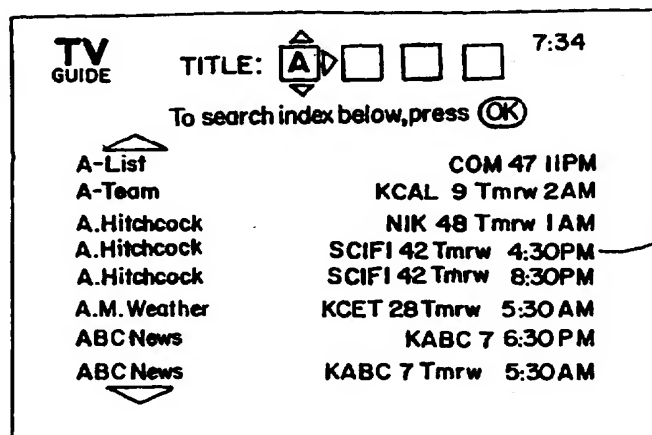 TV GUIDE TITLE: A 7:34
To search index below, press OK
A-List COM 47 11PM
A-Team KCAL 9 Tmrw 2AM
A.Hitchcock NIK 48 Tmrw 1AM
A.Hitchcock SCIFI 42 Tmrw 4:30PM
A.Hitchcock SCIFI 42 Tmrw 8:30PM
A.M. Weather KCET 28 Tmrw 5:30AM
ABC News KABC 7 6:30PM
ABC News KABC 7 Tmrw 5:30AM